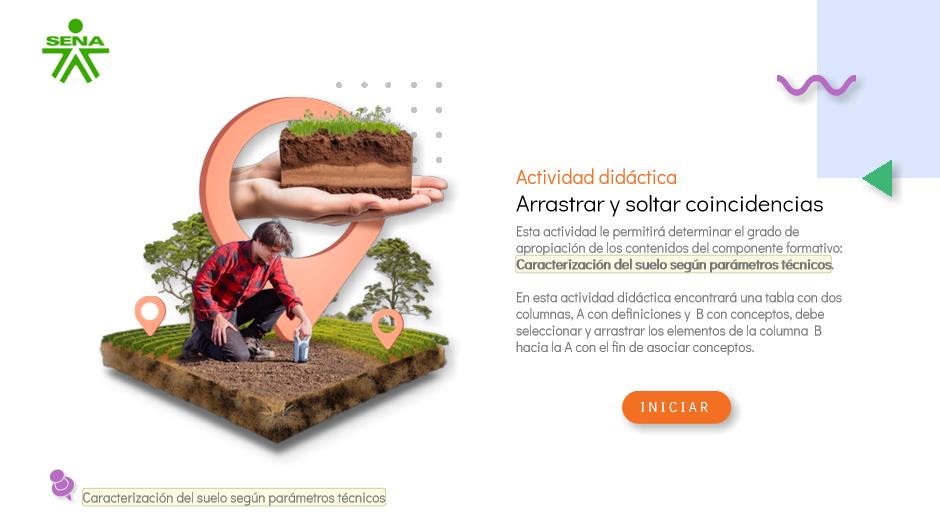 SENA
Actividad didáctica
Arrastrar y soltar coincidencias
Esta actividad le permitirá determinar el grado de
apropiación de los contenidos del componente formativo:
Caracterización del suelo según parámetros técnicos.
En esta actividad didáctica encontrará una tabla con dos
columnas, A con definiciones y B con conceptos, debe
seleccionar y arrastrar los elementos de la columna B
hacia la A con el fin de asociar conceptos.
INICIAR
Caracterización del suelo según parámetros técnicos